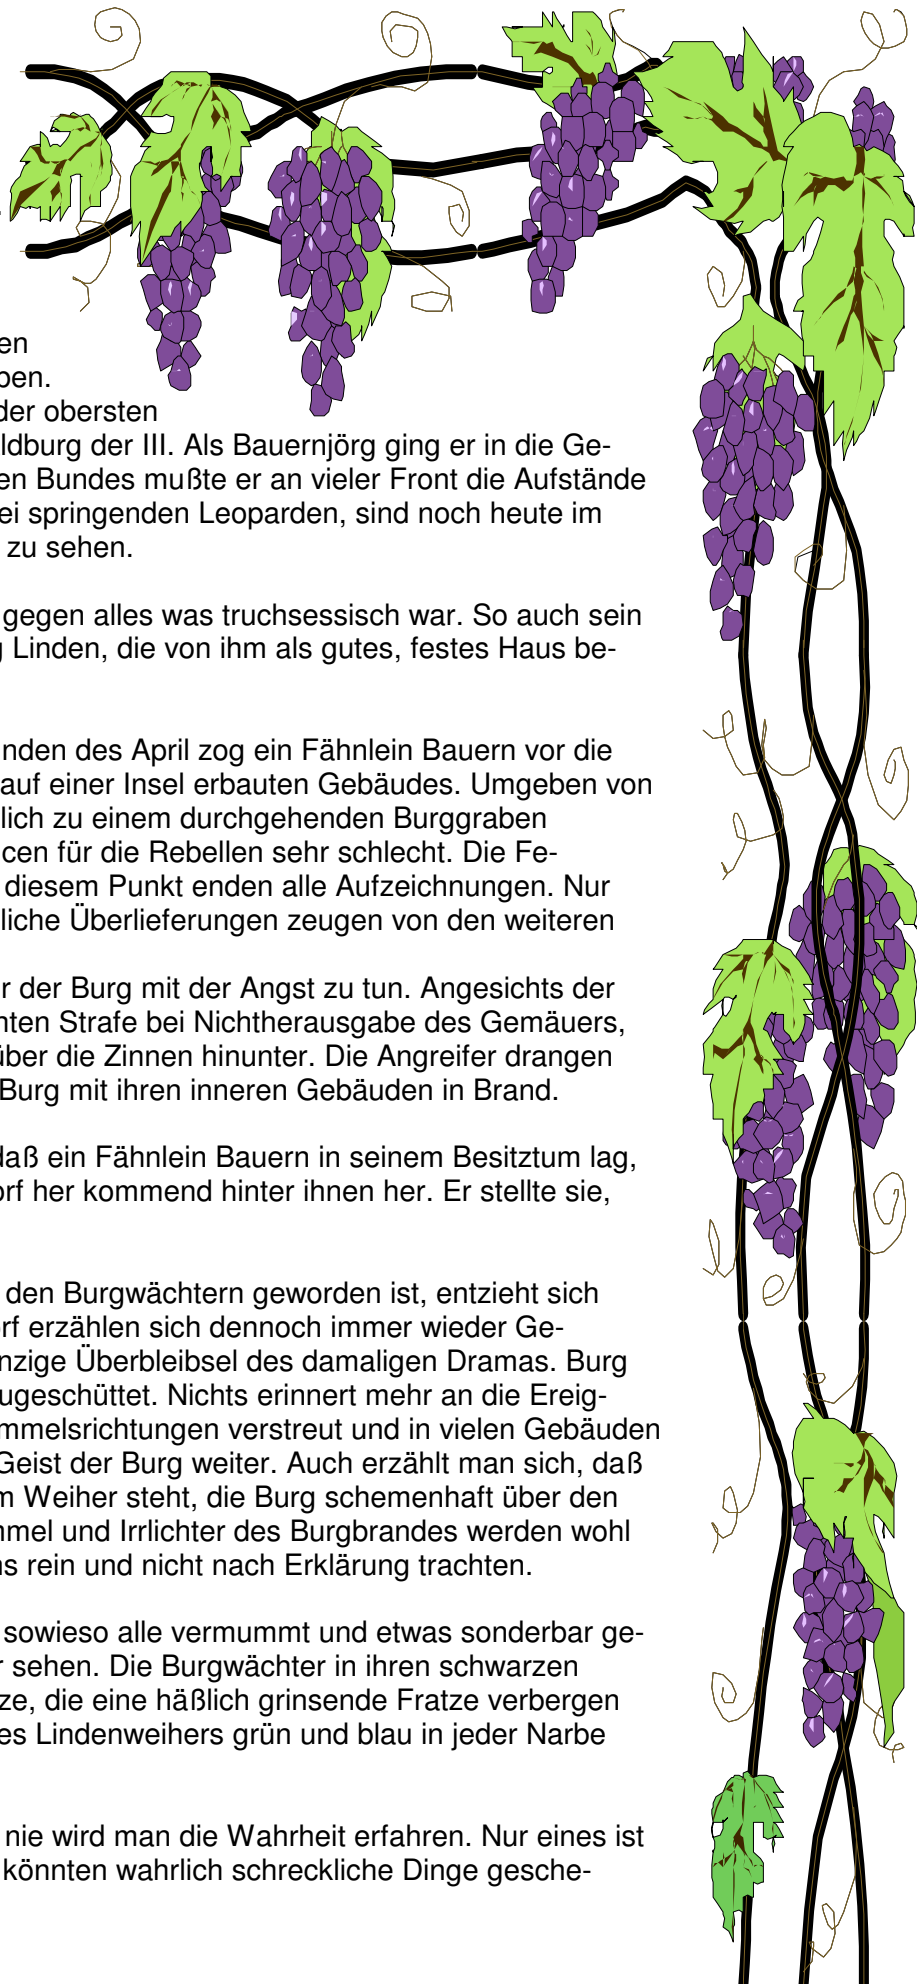 en
ben.
der obersten
ldburg der III. Als Bauernjörg ging er in die Ge-
en Bundes mußte er an vieler Front die Aufstände
ei springenden Leoparden, sind noch heute im
zu sehen.
gegen alles was truchsessisch war. So auch sein
g Linden, die von ihm als gutes, festes Haus be-
nden des April zog ein Fähnlein Bauern vor die
auf einer Insel erbauten Gebäudes. Umgeben von
lich zu einem durchgehenden Burggraben
cen für die Rebellen sehr schlecht. Die Fe-
diesem Punkt enden alle Aufzeichnungen. Nur
liche Überlieferungen zeugen von den weiteren
r der Burg mit der Angst zu tun. Angesichts der
hten Strafe bei Nichtherausgabe des Gemäuers,
über die Zinnen hinunter. Die Angreifer drangen
Burg mit ihren inneren Gebäuden in Brand.
daß ein Fähnlein Bauern in seinem Besitztum lag,
orf her kommend hinter ihnen her. Er stellte sie,
den Burgwächtern geworden ist, entzieht sich
rf erzählen sich dennoch immer wieder Ge-
nzige Überbleibsel des damaligen Dramas. Burg
ugeschüttet. Nichts erinnert mehr an die Ereig-
mmelsrichtungen verstreut und in vielen Gebäuden
Geist der Burg weiter. Auch erzählt man sich, daß
m Weiher steht, die Burg schemenhaft über den
mmel und Irrlichter des Burgbrandes werden wohl
ns rein und nicht nach Erklärung trachten.
sowieso alle vermummt und etwas sonderbar ge-
r sehen. Die Burgwächter in ihren schwarzen
ze, die eine häßlich grinsende Fratze verbergen
es Lindenweihers grün und blau in jeder Narbe
nie wird man die Wahrheit erfahren. Nur eines ist
könnten wahrlich schreckliche Dinge gesche-